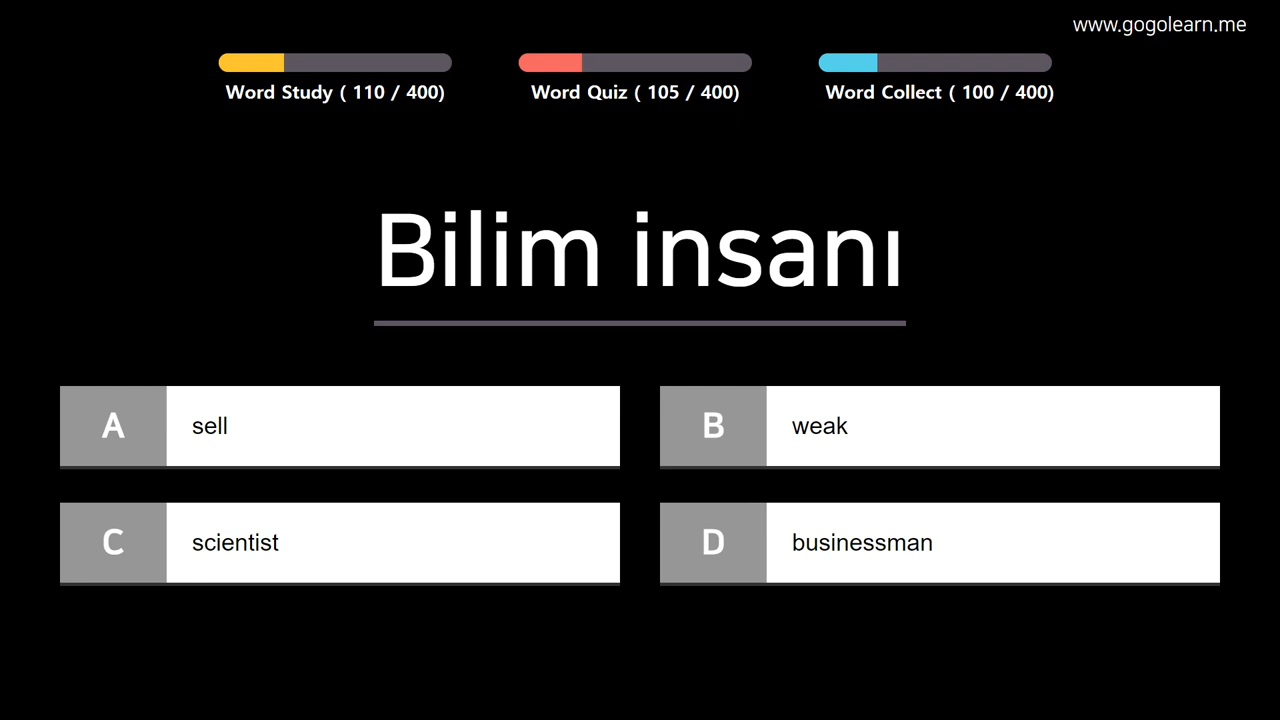 www.gogolearn.me
Word Study ( 110 / 400)
Word Quiz ( 105 / 400)
Word Collect ( 100 / 400)
Bilim insanı
A sell
B weak
C scientist
D businessman